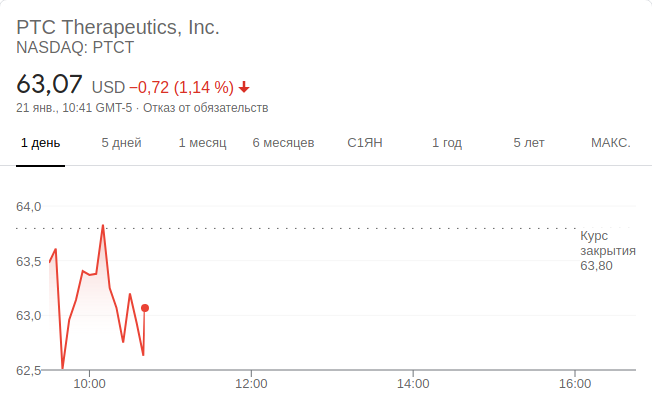 PTC Therapeutics, Inc.
NASDAQ: PTCT
63,07 USD −0,72 (1,14 %)
21 янв., 10:41 GMT-5 · Отказ от обязательств
1 день 5 дней 1 месяц 6 месяцев С1ЯН 1 год 5 лет МАКС.
64,0
Курс
закрытия
63,5
63,80
63,0
62,5
10:00 12:00 14:00 16:00